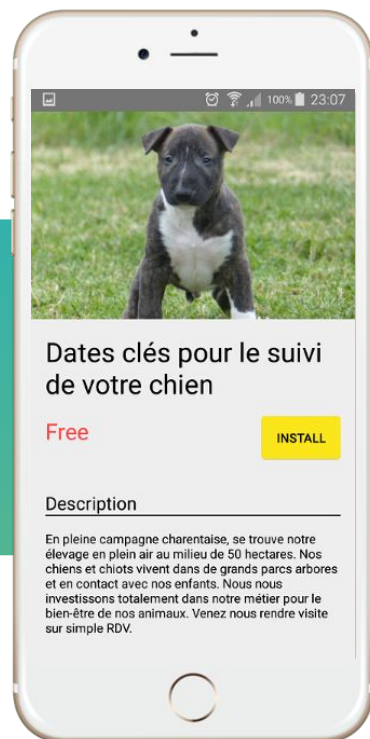 100% 23:07
Dates clés pour le suivi
de votre chien
Free
INSTALL
Description
En pleine campagne charentaise, se trouve notre
élevage en plein air au milieu de 50 hectares. Nos
chiens et chiots vivent dans de grands parcs arbores
et en contact avec nos enfants. Nous nous
investissons totalement dans notre métier pour le
bien-être de nos animaux. Venez nous rendre visite
sur simple RDV.